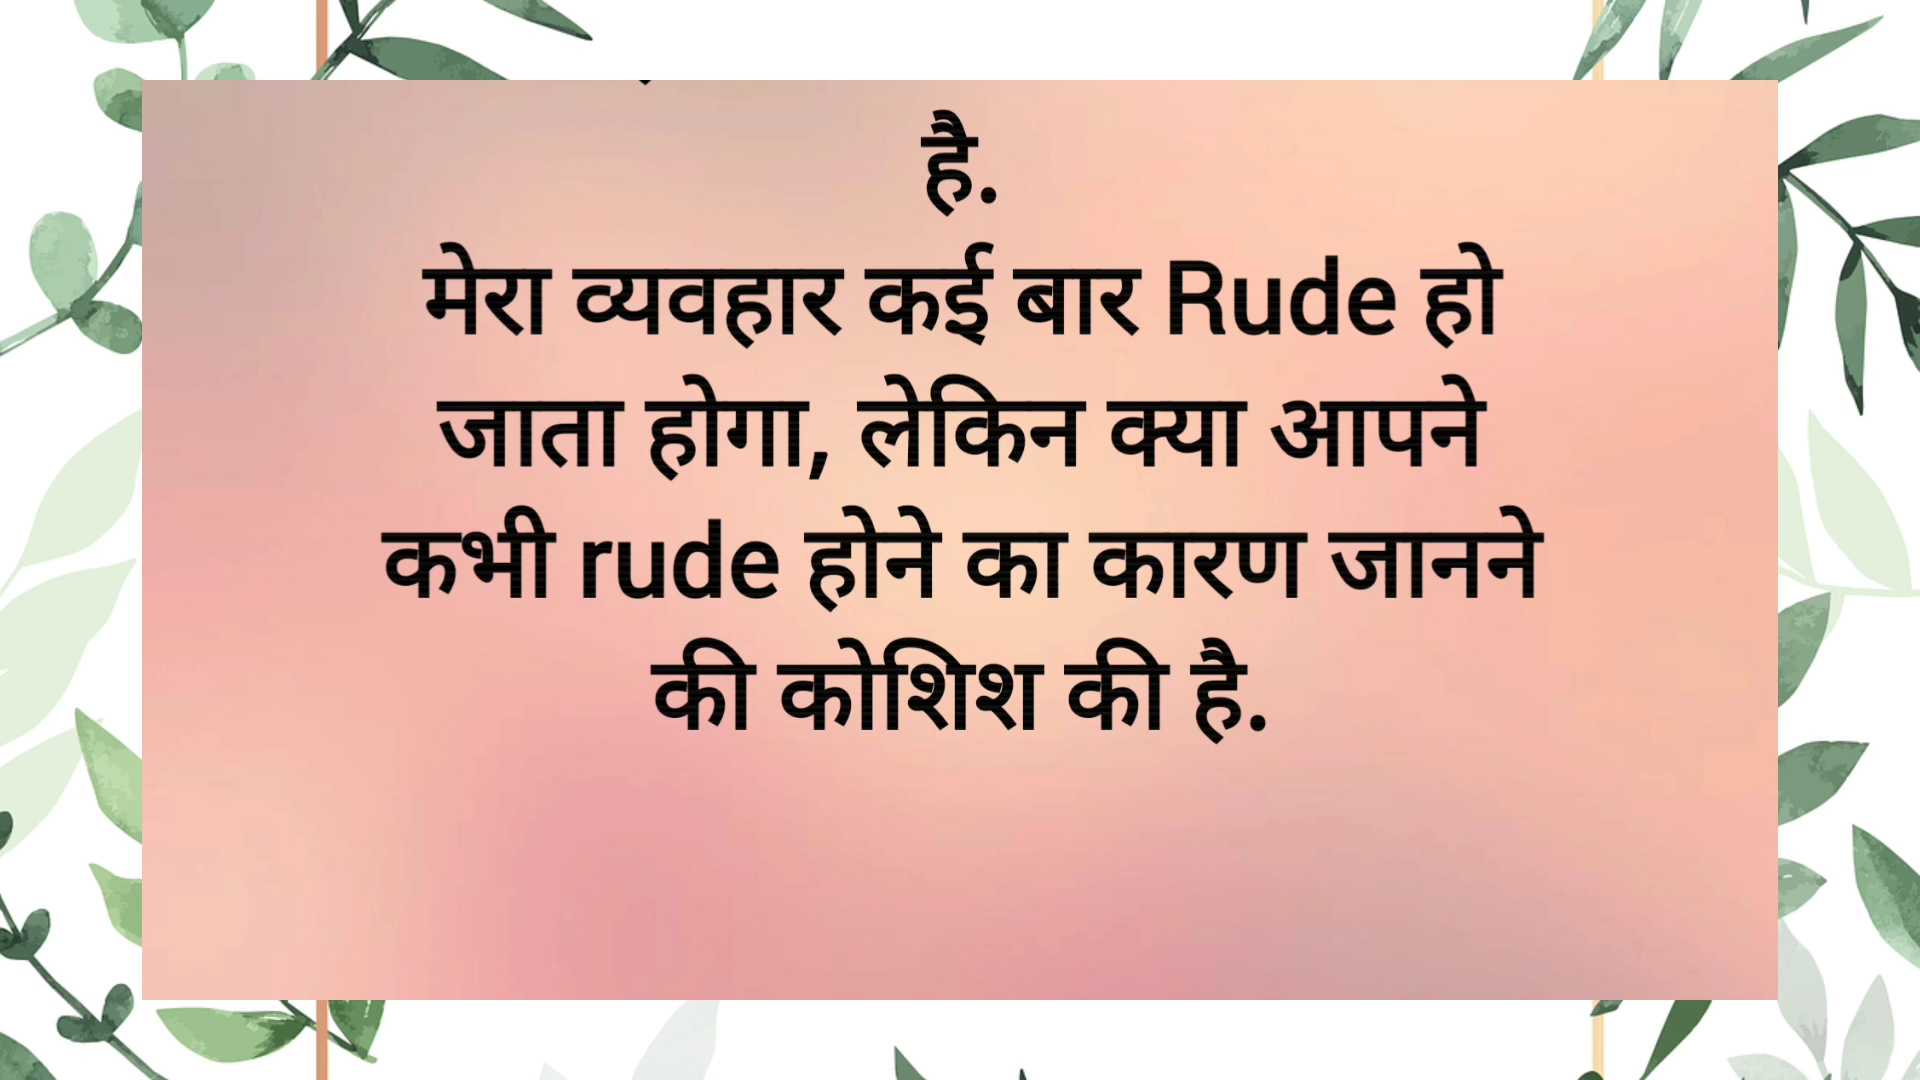 है.
मेरा व्यवहार कई बार Rude हो
जाता होगा, लेकिन क्या आपने
कभी rude होने का कारण जानने
की कोशिश की है.